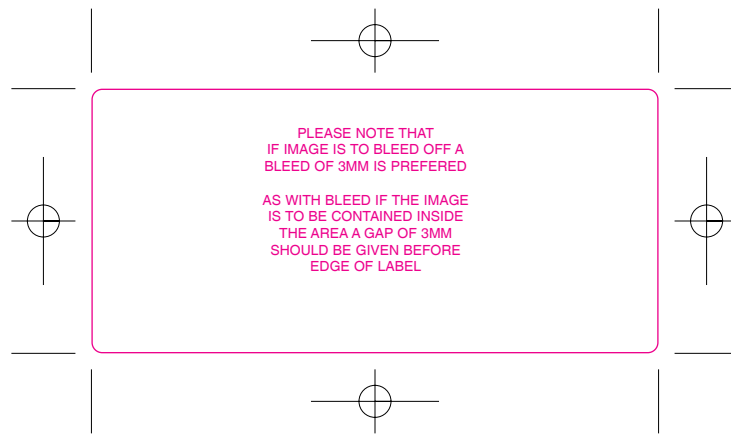 PLEASE NOTE THAT
IF IMAGE IS TO BLEED OFF A
BLEED OF 3MM IS PREFERED
AS WITH BLEED IF THE IMAGE
IS TO BE CONTAINED INSIDE
THE AREA A GAP OF 3MM
SHOULD BE GIVEN BEFORE
EDGE OF LABEL